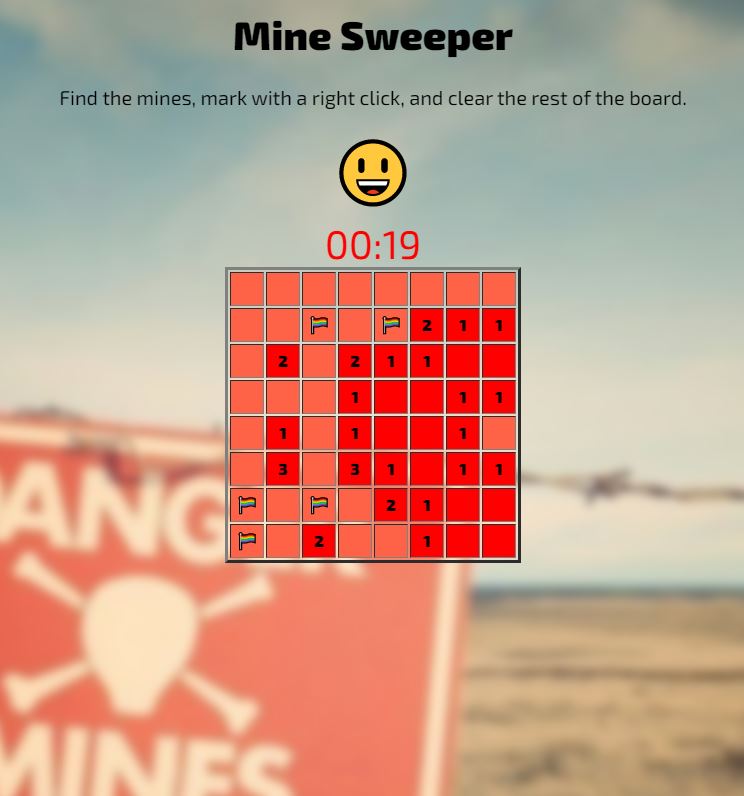 Mine Sweeper
Find the mines, mark with a right click, and clear the rest of the board.
00:19
2 1 1
2 2 1 1
1 1 1
1 1 1
3 3 1 1 1
2 1
2 1
DANGER
MINES